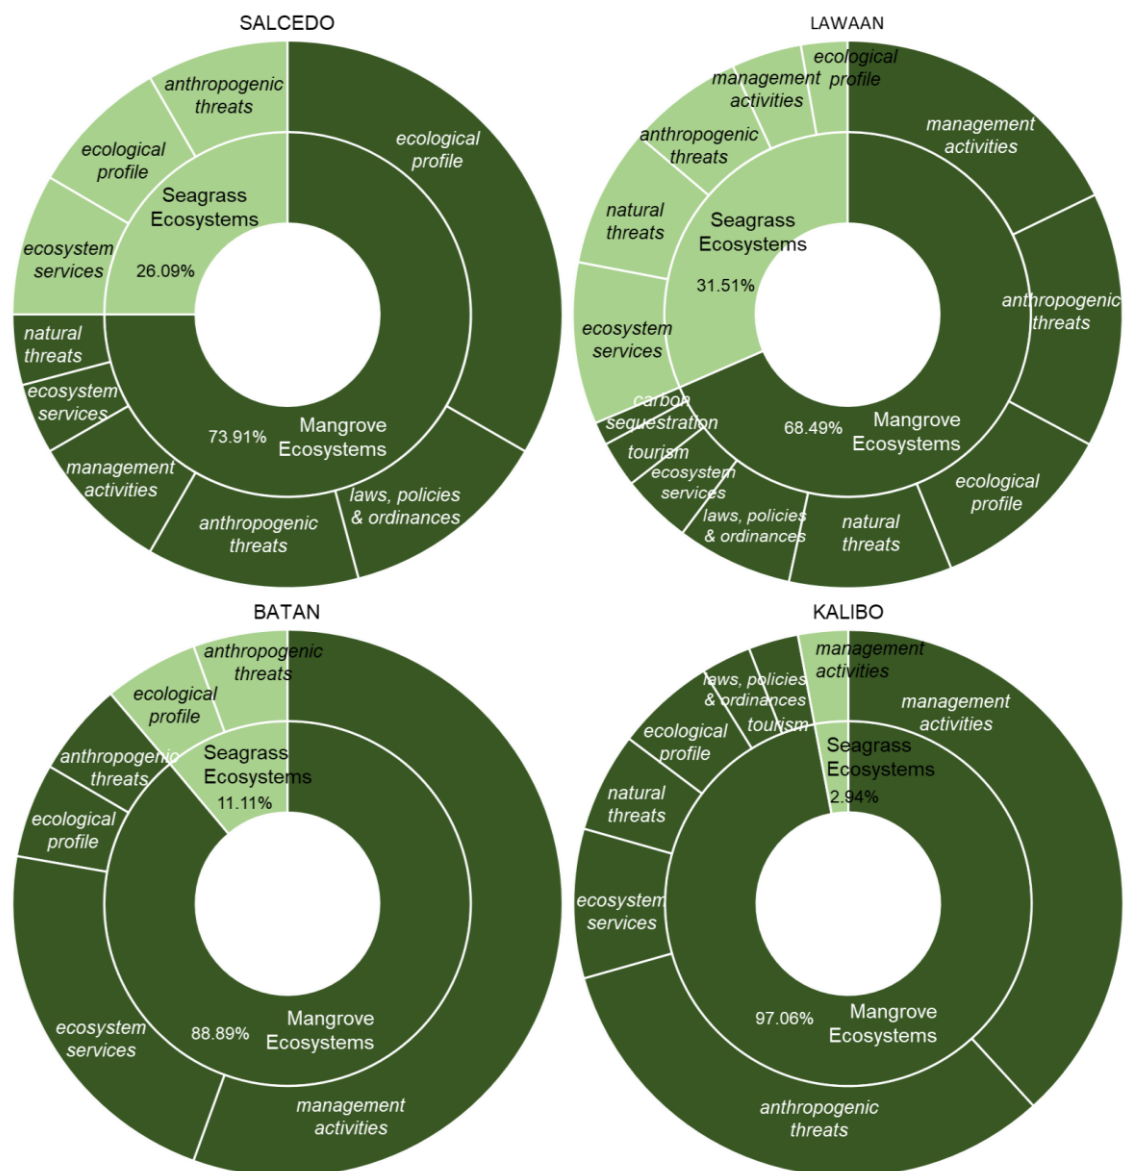 SALCEDO
anthropogenic
threats
ecological
profile
ecological
profile
Seagrass
Ecosystems
26.09%
ecosystem
services
natural
threats
ecosystem
services
management
activities
anthropogenic
threats
laws, policies
& ordinances
73.91%
Mangrove
Ecosystems
LAWAAN
ecological
profile
management
activities
management
activities
anthropogenic
threats
natural
threats
Seagrass
Ecosystems
31.51%
ecosystem
services
anthropogenic
threats
carbon
sequestration
tourism
ecosystem
services
laws, policies
& ordinances
natural
threats
ecological
profile
68.49%
Mangrove
Ecosystems
BATAN
anthropogenic
threats
ecological
profile
Seagrass
Ecosystems
11.11%
anthropogenic
threats
ecological
profile
ecosystem
services
management
activities
88.89%
Mangrove
Ecosystems
KALIBO
management
activities
laws, policies
& ordinances
tourism
management
activities
ecological
profile
Seagrass
Ecosystems
2.94%
natural
threats
ecosystem
services
97.06%
Mangrove
Ecosystems
anthropogenic
threats